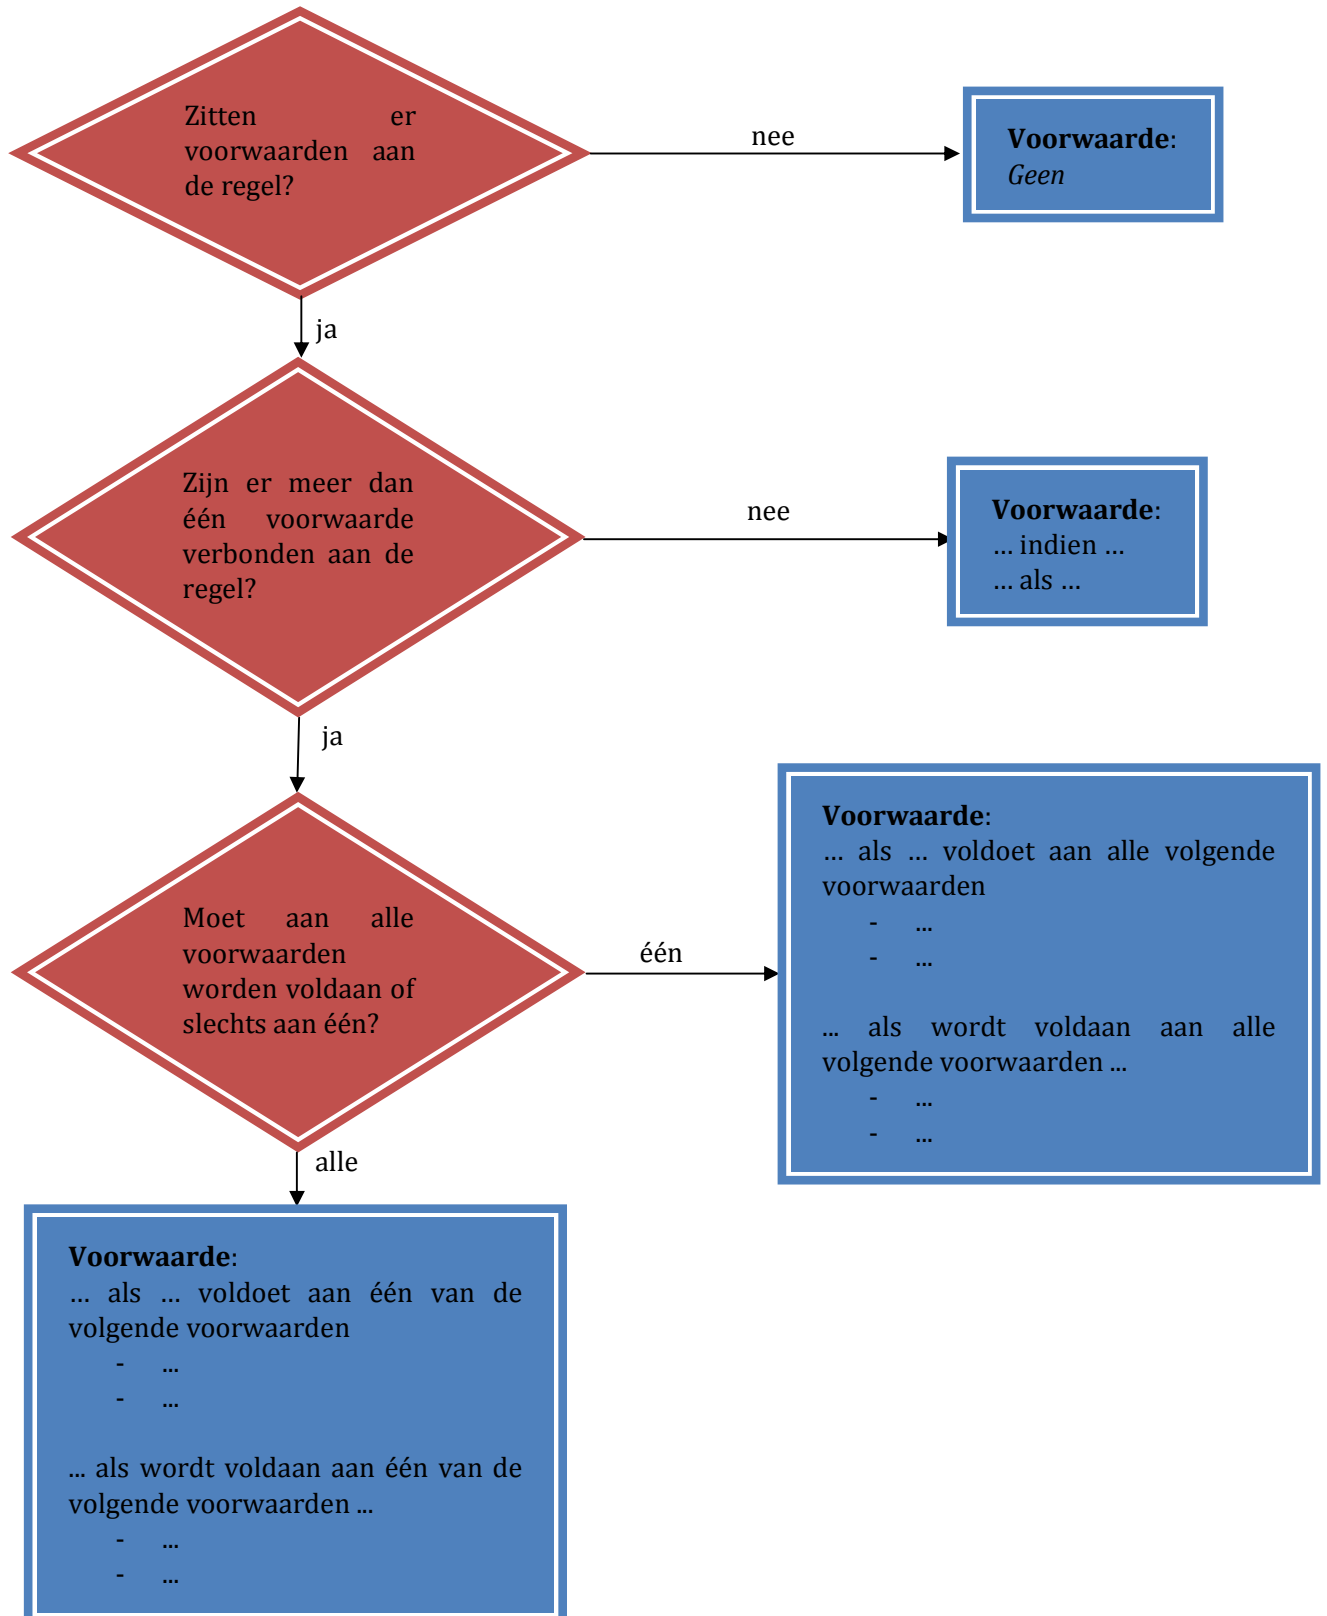 Zitten er
voorwaarden aan
de regel?
nee
Voorwaarde:
Geen
ja
Zijn er meer dan
één voorwaarde
verbonden aan de
regel?
nee
Voorwaarde:
... indien ...
... als ...
ja
Moet aan alle
voorwaarden
worden voldaan of
slechts aan één?
één
Voorwaarde:
... als ... voldoet aan alle volgende
voorwaarden
- ...
- ...
... als wordt voldaan aan alle
volgende voorwaarden ...
- ...
- ...
alle
Voorwaarde:
... als ... voldoet aan één van de
volgende voorwaarden
- ...
- ...
... als wordt voldaan aan één van de
volgende voorwaarden ...
- ...
- ...